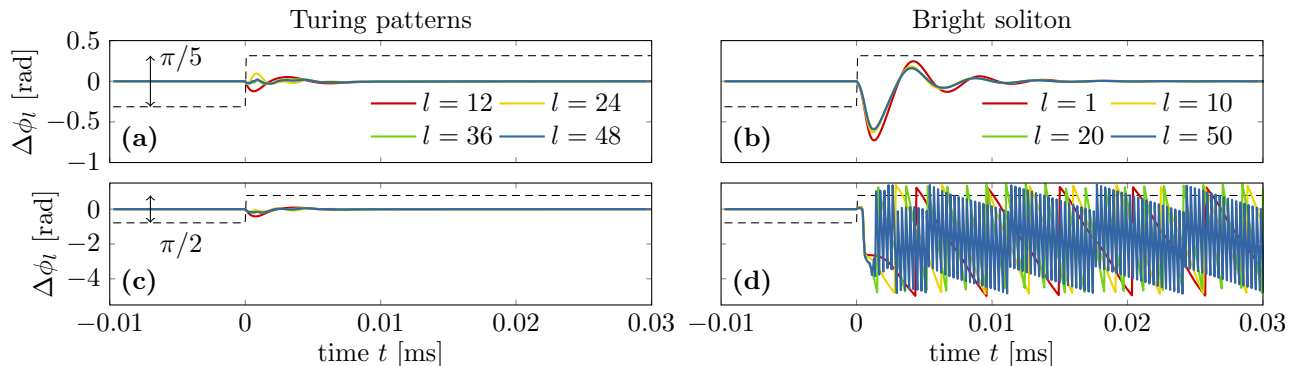 Turing patterns
Bright soliton
Δϕ_l [rad]
0.5
0
−0.5
−1
π/5
(a)
l = 12 l = 24
l = 36 l = 48
(b)
l = 1 l = 10
l = 20 l = 50
Δϕ_l [rad]
0
−2
−4
π/2
(c)
(d)
−0.01 0 0.01 0.02 0.03
−0.01 0 0.01 0.02 0.03
time t [ms]
time t [ms]